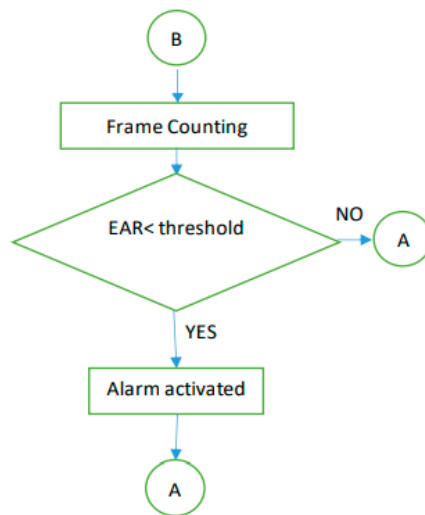 B
Frame Counting
EAR< threshold
NO
A
YES
Alarm activated
A